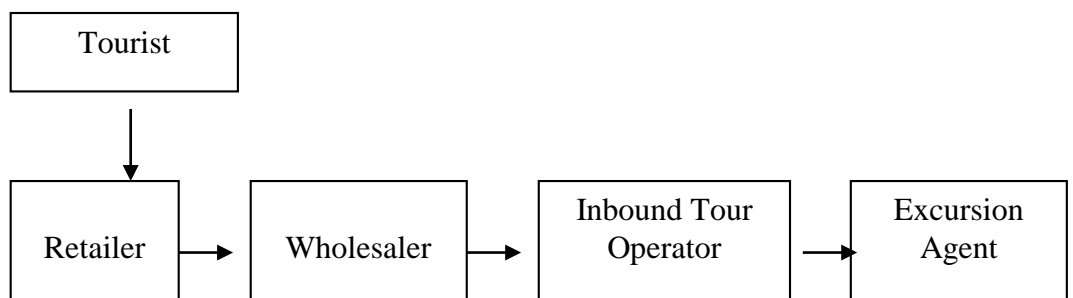 Tourist
Retailer
Wholesaler
Inbound Tour
Operator
Excursion
Agent